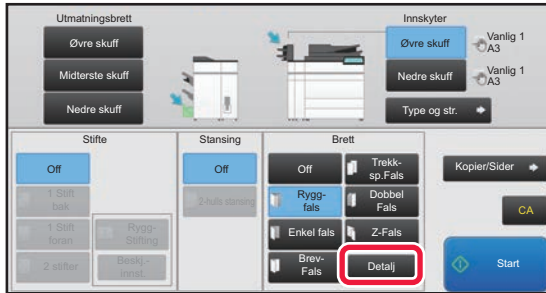 Utmatningsbrett
Øvre skuff
Midterste skuff
Nedre skuff
Innskyter
Øvre skuff
Vanlig 1
A3
Nedre skuff
Vanlig 1
A3
Type og str.
Stifte
Off
1 Stift
bak
1 Stift
foran
2 stifter
Rygg-
Stifting
Beskj.-
innst.
Stansing
Off
2-hulls stansing
Brett
Off
Trekk-
sp.Fals
Rygg-
fals
Dobbel
Fals
Enkel fals
Z-Fals
Brev-
Fals
Detalj
Kopier/Sider
CA
Start